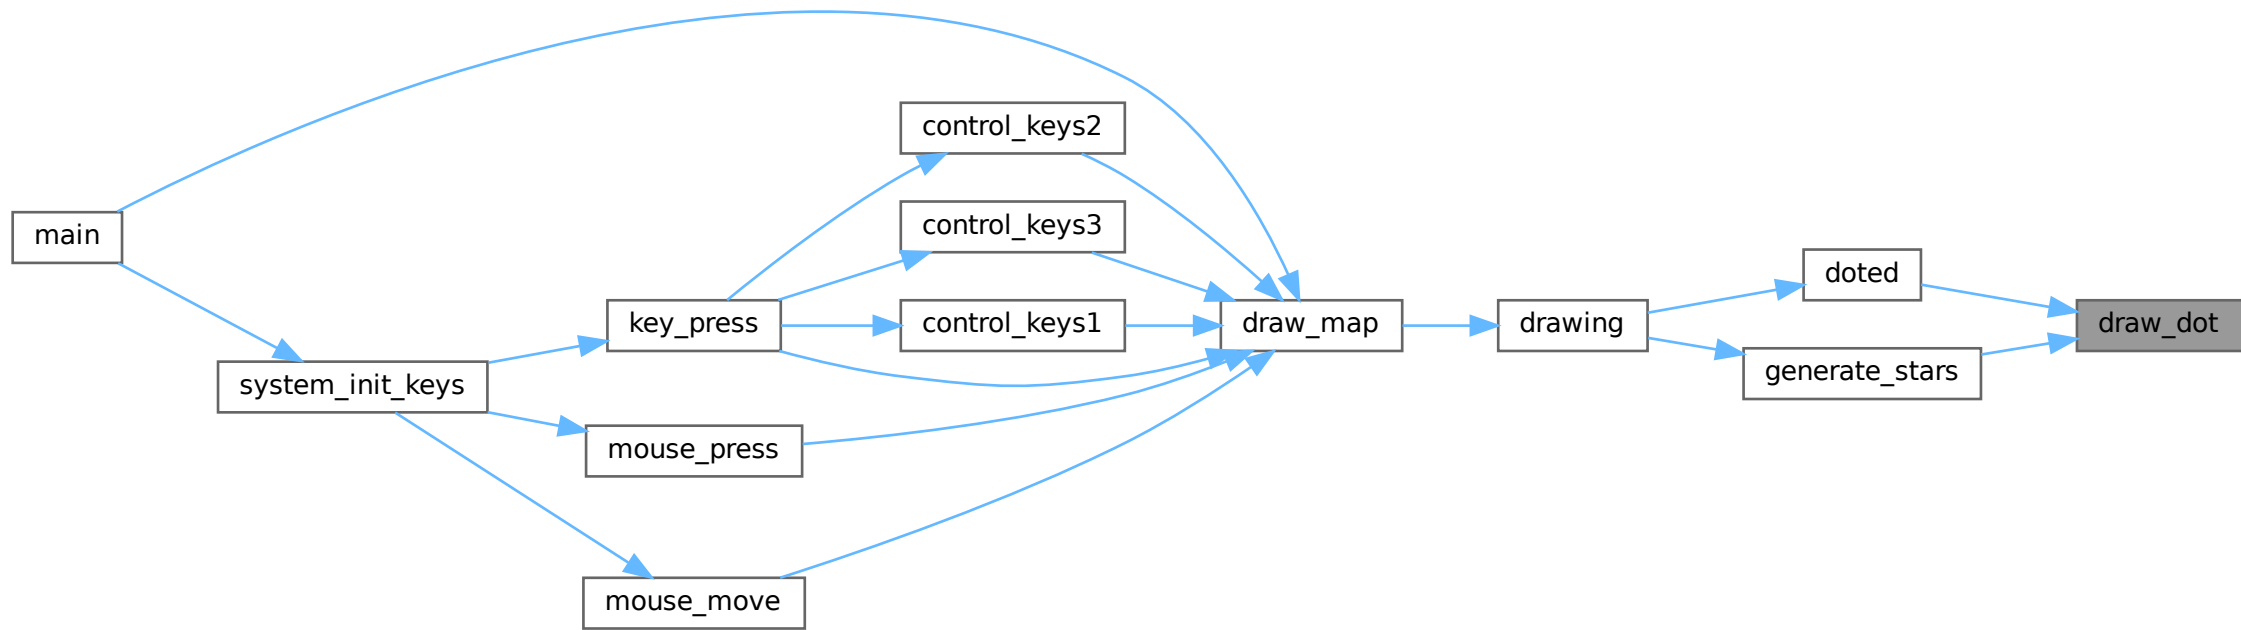 main
system_init_keys
key_press
mouse_press
mouse_move
control_keys2
control_keys3
control_keys1
draw_map
drawing
doted
generate_stars
draw_dot